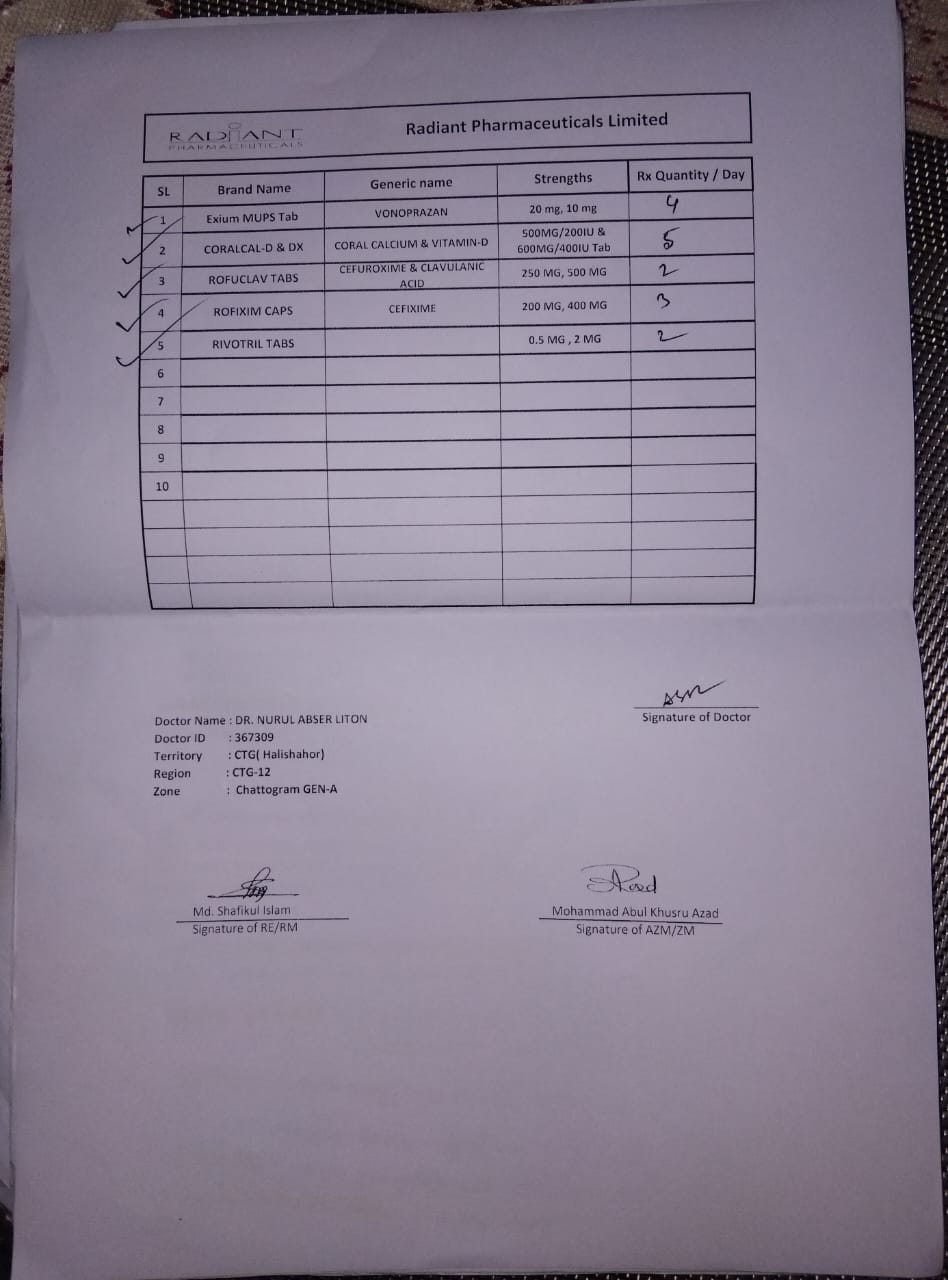 RADIANT
PHARMACEUTICALS
Radiant Pharmaceuticals Limited
SL Brand Name Generic name Strengths Rx Quantity / Day
1 Exium MUPS Tab VONOPRAZAN 20 mg, 10 mg 4
2 CORALCAL-D & DX CORAL CALCIUM & VITAMIN-D 500MG/200IU & 600MG/400IU Tab 5
3 ROFUCLAV TABS CEFUROXIME & CLAVULANIC ACID 250 MG, 500 MG 2
4 ROFIXIM CAPS CEFIXIME 200 MG, 400 MG 3
5 RIVOTRIL TABS 0.5 MG , 2 MG 2
6
7
8
9
10
Signature of Doctor
Doctor Name : DR. NURUL ABSER LITON
Doctor ID : 367309
Territory : CTG( Halishahor)
Region : CTG-12
Zone : Chattogram GEN-A
Md. Shafikul Islam
Signature of RE/RM
Azad
Mohammad Abul Khusru Azad
Signature of AZM/ZM